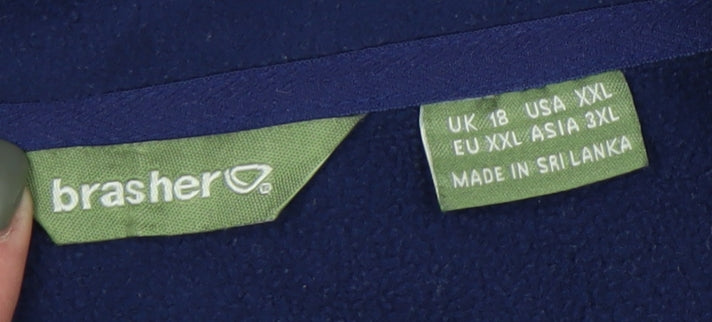 brasher
UK 18 USA XXL
EU XXL ASIA 3XL
MADE IN SRI LANKA